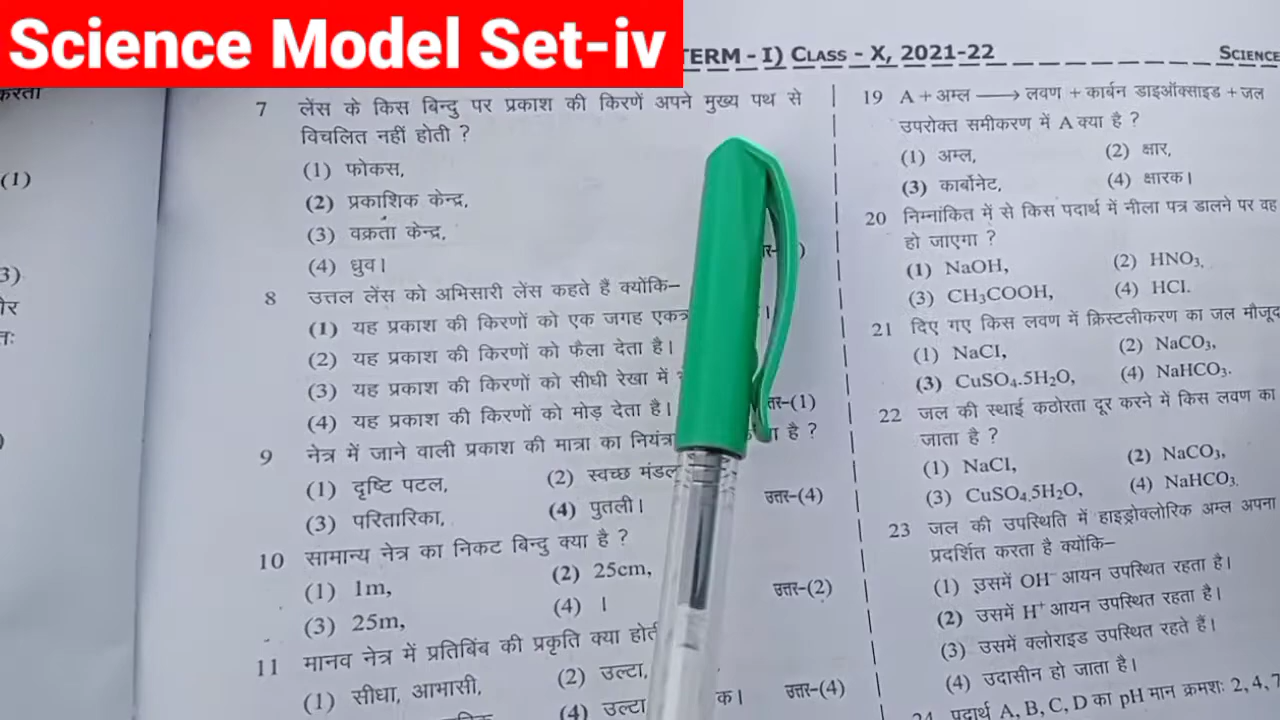 Science Model Set-iv
TERM - I) CLASS - X, 2021-22
SCIENCE
करता
(1)
3)
7 लेंस के किस बिन्दु पर प्रकाश की किरणें अपने मुख्य पथ से
विचलित नहीं होती ?
(1) फोकस,
(2) प्रकाशिक केन्द्र,
(3) वक्रता केन्द्र,
(4) ध्रुव।
8 उत्तल लेंस को अभिसारी लेंस कहते हैं क्योंकि–
(1) यह प्रकाश की किरणों को एक जगह
(2) यह प्रकाश की किरणों को फैला देता है।
(3) यह प्रकाश की किरणों को सीधी रेखा में
(4) यह प्रकाश की किरणों को मोड़ देता है।
–(1)
9 नेत्र में जाने वाली प्रकाश की मात्रा का है ?
(1) दृष्टि पटल, (2) स्वच्छ मंडल
(3) परितारिका, (4) पुतली। उत्तर–(4)
10 सामान्य नेत्र का निकट बिन्दु क्या है ?
(1) 1m, (2) 25cm,
(3) 25m, (4) । उत्तर–(2)
11 मानव नेत्र में प्रतिबिंब की प्रकृति क्या
(1) सीधा, आभासी, (2) उल्टा,
(4) उल्टा क। उत्तर–(4)
19 A + अम्ल ⟶ लवण + कार्बन डाइऑक्साइड + जल
उपरोक्त समीकरण में A क्या है ?
(1) अम्ल, (2) क्षार,
(3) कार्बोनेट, (4) क्षारक।
20 निम्नांकित में से किस पदार्थ में नीला पत्र डालने पर वह
हो जाएगा ?
(1) NaOH, (2) HNO₃,
(3) CH₃COOH, (4) HCl.
21 दिए गए किस लवण में क्रिस्टलीकरण का जल मौजूद
(1) NaCl, (2) NaCO₃,
(3) CuSO₄.5H₂O, (4) NaHCO₃.
22 जल की स्थाई कठोरता दूर करने में किस लवण का
जाता है ?
(1) NaCl, (2) NaCO₃,
(3) CuSO₄.5H₂O, (4) NaHCO₃.
23 जल की उपस्थिति में हाइड्रोक्लोरिक अम्ल अपना
प्रदर्शित करता है क्योंकि–
(1) उसमें OH⁻ आयन उपस्थित रहता है।
(2) उसमें H⁺ आयन उपस्थित रहता है।
(3) उसमें क्लोराइड उपस्थित रहते हैं।
(4) उदासीन हो जाता है।
24 पदार्थ A, B, C, D का pH मान क्रमशः 2, 4, 7